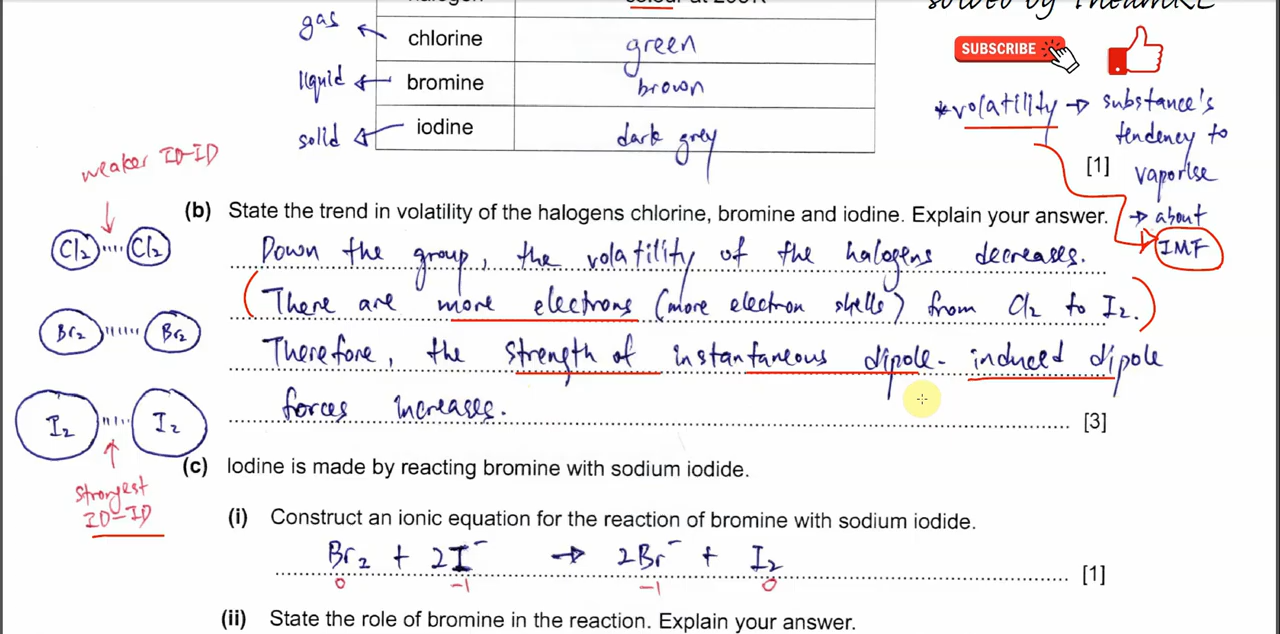 gas chlorine green
SUBSCRIBE
liquid bromine brown
solid iodine dark grey
*volatility → substance's
tendency to
vaporise
→ about
IMF
[1]
weaker ID-ID
(b) State the trend in volatility of the halogens chlorine, bromine and iodine. Explain your answer.
Cl₂ Cl₂
Down the group, the volatility of the halogens decreases.
(There are more electrons (more electron shells) from Cl₂ to I₂.)
Br₂ Br₂
Therefore, the strength of instantaneous dipole - induced dipole
forces increases.
[3]
I₂ I₂
strongest
ID-ID
(c) Iodine is made by reacting bromine with sodium iodide.
(i) Construct an ionic equation for the reaction of bromine with sodium iodide.
Br₂ + 2I⁻ → 2Br⁻ + I₂
[1]
0 -1 -1 0
(ii) State the role of bromine in the reaction. Explain your answer.